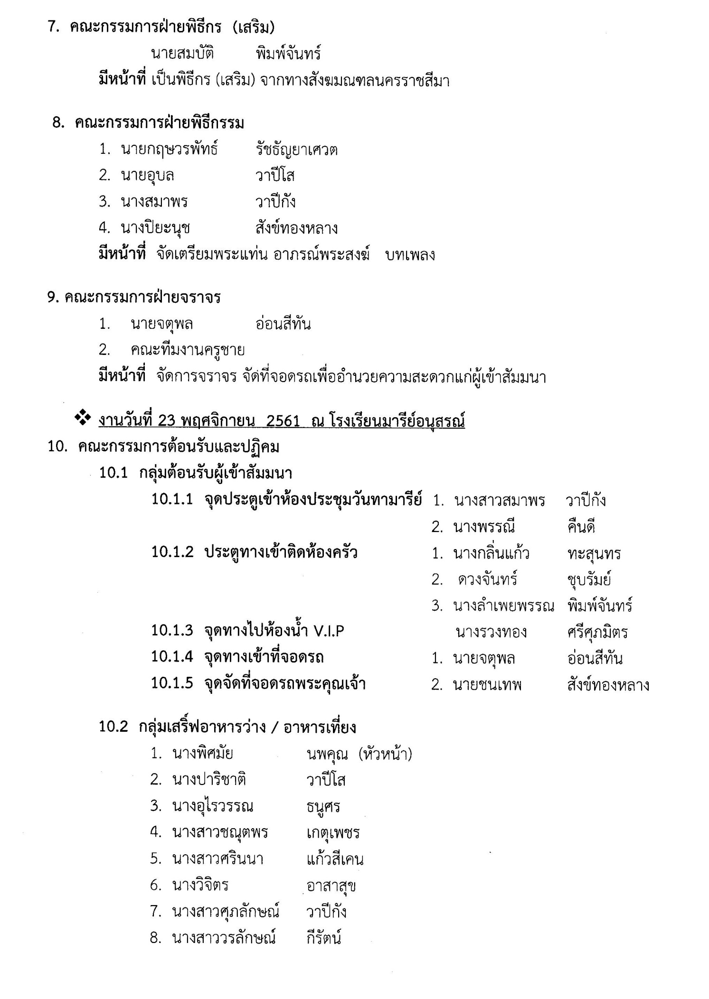 7. คณะกรรมการฝ่ายพิธีกร (เสริม)
นายสมบัติ พิมพ์จันทร์
มีหน้าที่ เป็นพิธีกร (เสริม) จากทางสังฆมณฑลนครราชสีมา
8. คณะกรรมการฝ่ายพิธีกรรม
1. นายกฤษวรพัทธ์ รัชธัญยาเศวต
2. นายอุบล วาปีโส
3. นางสมาพร วาปีกัง
4. นางปิยะนุช สังข์ทองหลาง
มีหน้าที่ จัดเตรียมพระแท่น อาภรณ์พระสงฆ์ บทเพลง
9. คณะกรรมการฝ่ายจราจร
1. นายจตุพล อ่อนสีทัน
2. คณะทีมงานครูชาย
มีหน้าที่ จัดการจราจร จัดที่จอดรถเพื่ออำนวยความสะดวกแก่ผู้เข้าสัมมนา
❖ งานวันที่ 23 พฤศจิกายน 2561 ณ โรงเรียนมารีย์อนุสรณ์
10. คณะกรรมการต้อนรับและปฏิคม
10.1 กลุ่มต้อนรับผู้เข้าสัมมนา
10.1.1 จุดประตูเข้าห้องประชุมวันทามารีย์ 1. นางสาวสมาพร วาปีกัง
2. นางพรรณี คืนดี
10.1.2 ประตูทางเข้าติดห้องครัว 1. นางกลิ่นแก้ว ทะสุนทร
2. ดวงจันทร์ ชุบรัมย์
3. นางลำเพยพรรณ พิมพ์จันทร์
10.1.3 จุดทางไปห้องน้ำ V.I.P นางรวงทอง ศรีศุภมิตร
10.1.4 จุดทางเข้าที่จอดรถ 1. นายจตุพล อ่อนสีทัน
10.1.5 จุดจัดที่จอดรถพระคุณเจ้า 2. นายชนเทพ สังข์ทองหลาง
10.2 กลุ่มเสริ์ฟอาหารว่าง / อาหารเที่ยง
1. นางพิศมัย นพคุณ (หัวหน้า)
2. นางปาริชาติ วาปีโส
3. นางอุไรวรรณ ธนูศร
4. นางสาวชณุตพร เกตุเพชร
5. นางสาวศรินนา แก้วสีเคน
6. นางวิจิตร อาสาสุข
7. นางสาวศุภลักษณ์ วาปีกัง
8. นางสาววรลักษณ์ กีรัตน์